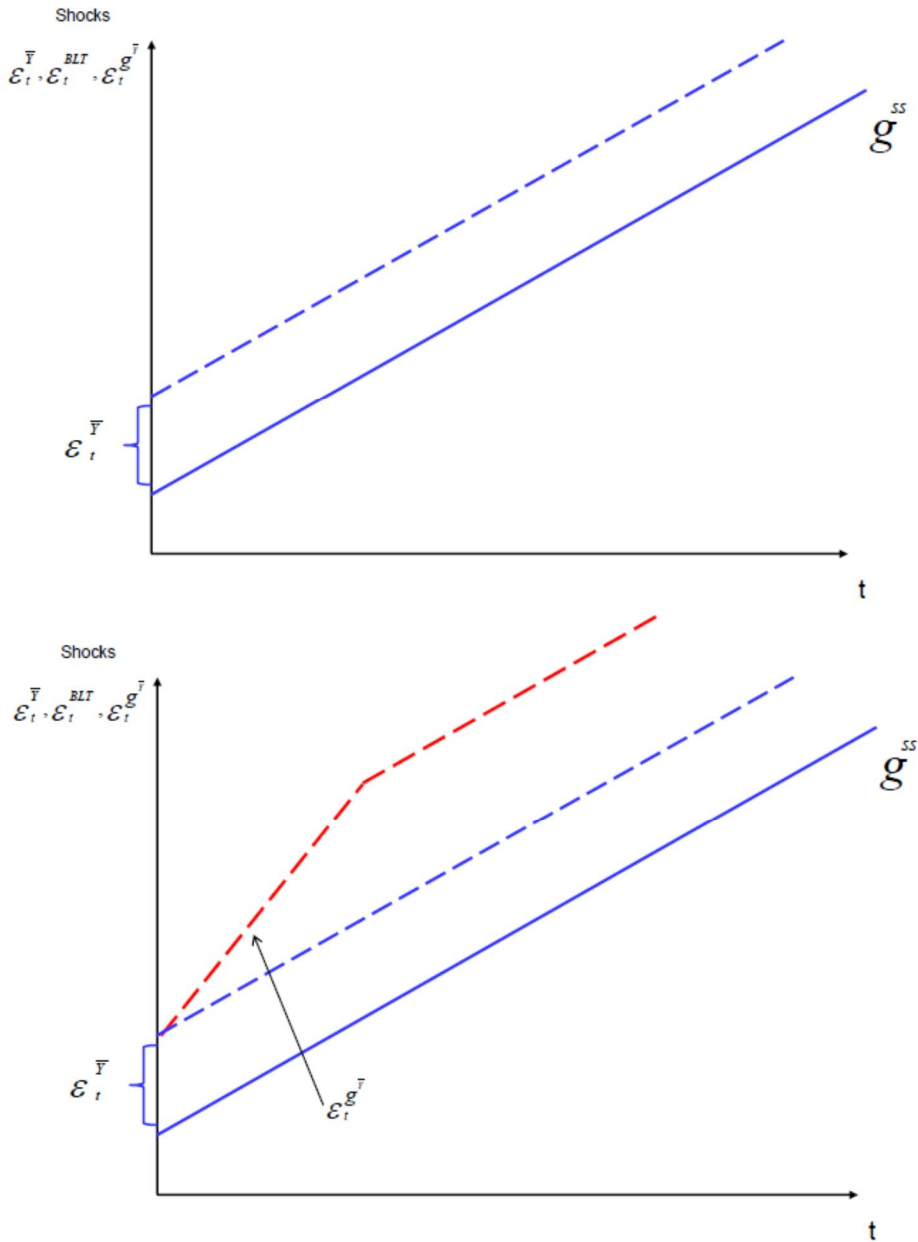 Shocks
ε_t^Ȳ, ε_t^BLT, ε_t^g^Ȳ
g^ss
ε_t^Ȳ
t
Shocks
ε_t^Ȳ, ε_t^BLT, ε_t^g^Ȳ
g^ss
ε_t^Ȳ
ε_t^g^Ȳ
t